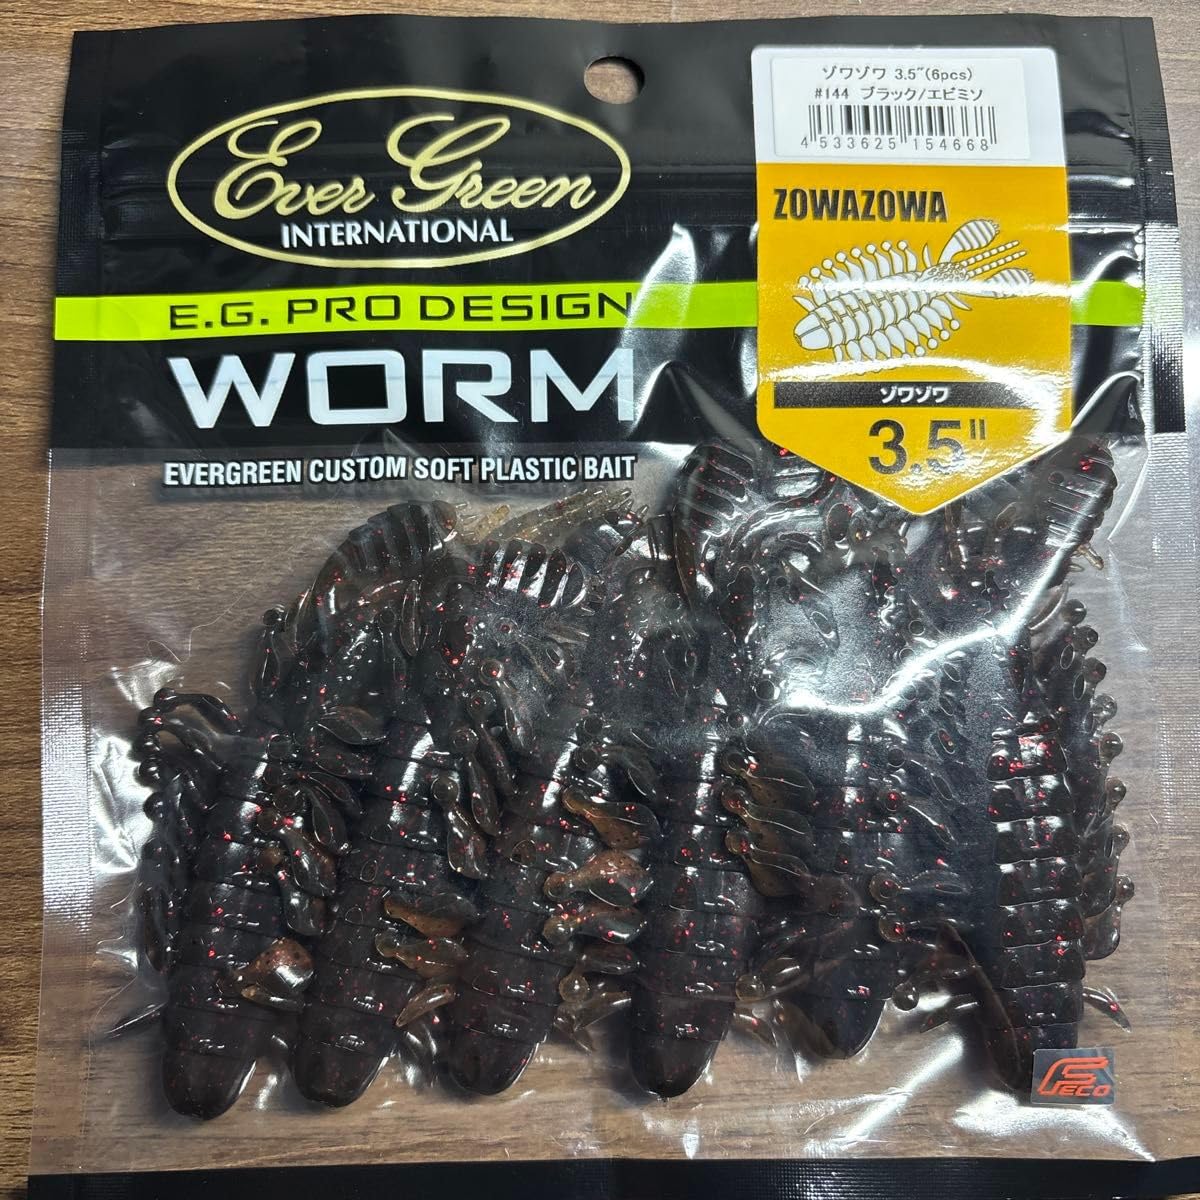 ゾワゾワ 3.5"(6pcs)
#144 ブラック/エビミソ
4 533625 154668
Ever Green
INTERNATIONAL
ZOWAZOWA
E.G. PRO DESIGN
WORM
ゾワゾワ
3.5"
EVERGREEN CUSTOM SOFT PLASTIC BAIT
FECO